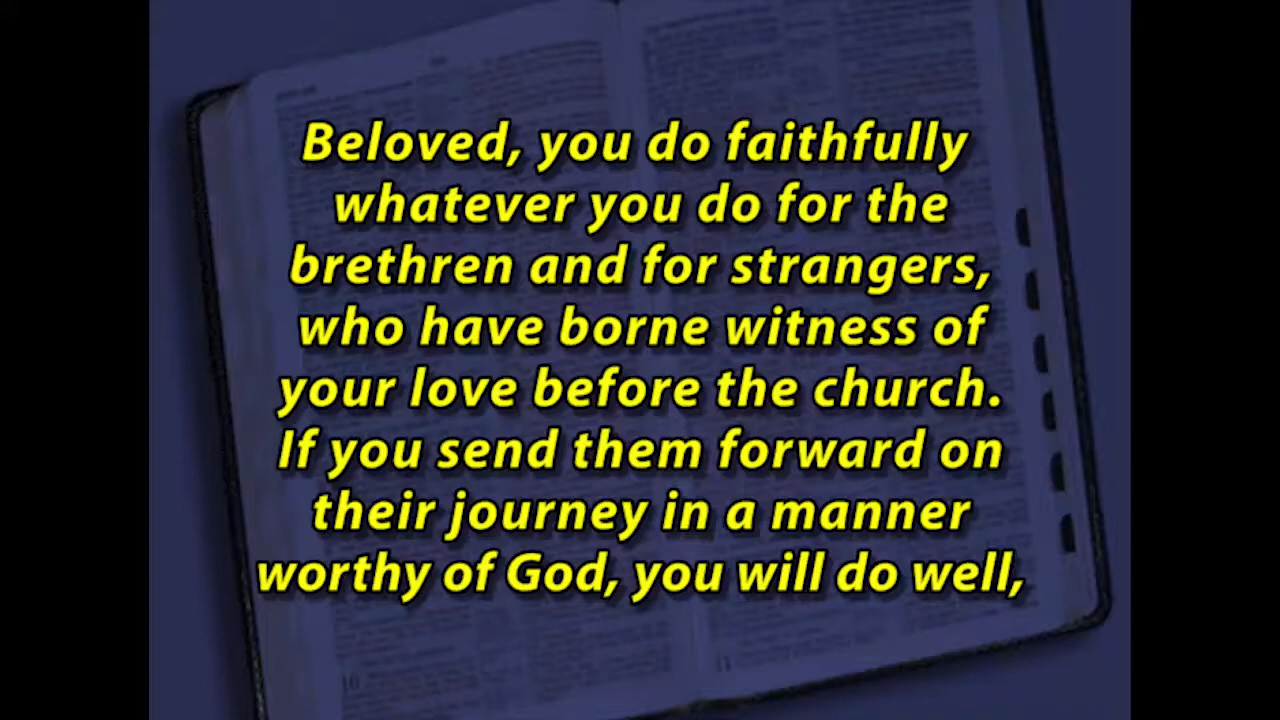 Beloved, you do faithfully
whatever you do for the
brethren and for strangers,
who have borne witness of
your love before the church.
If you send them forward on
their journey in a manner
worthy of God, you will do well,
10
11